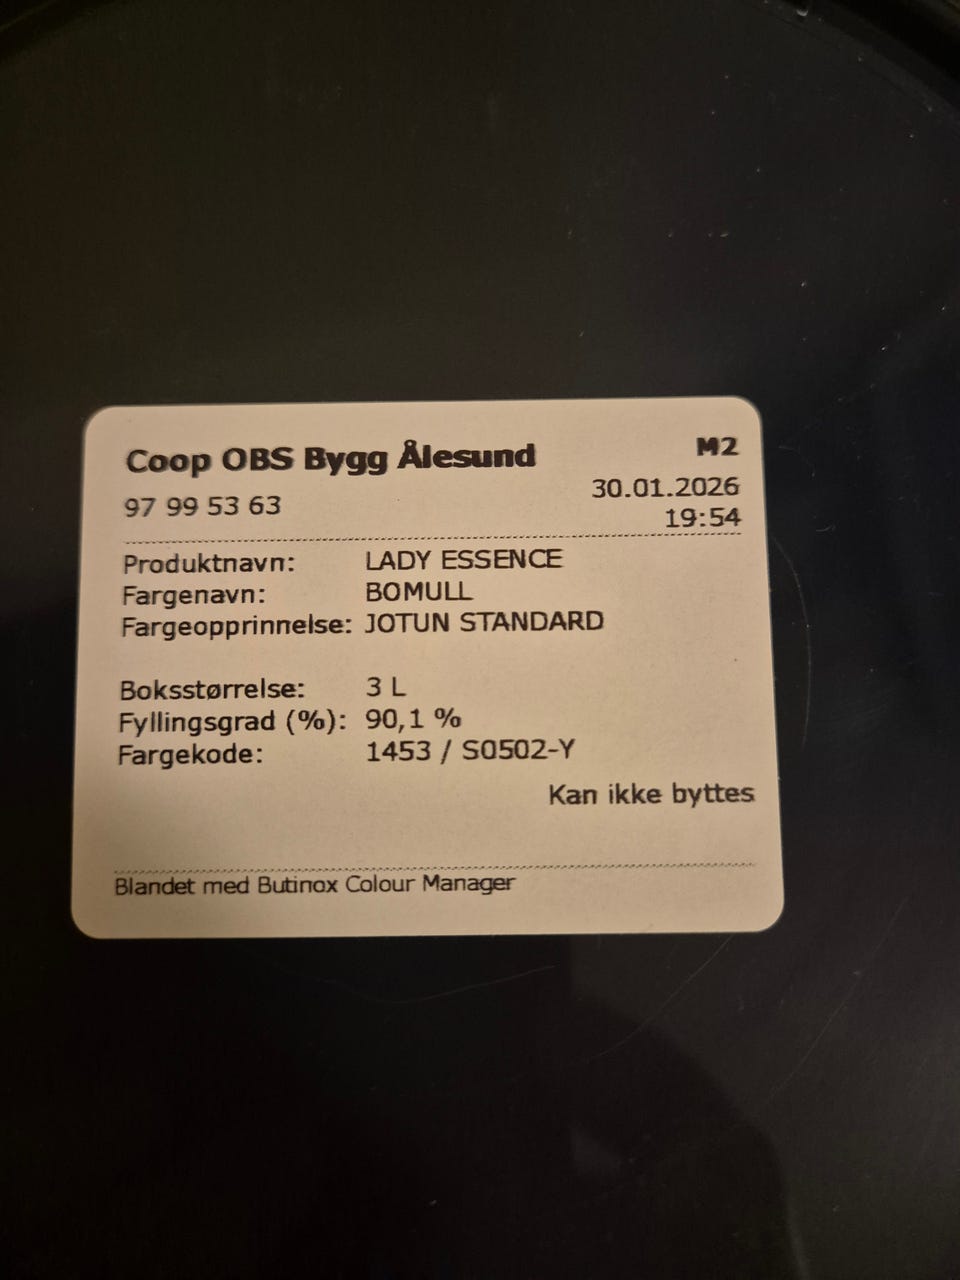 Coop OBS Bygg Ålesund
M2
97 99 53 63
30.01.2026
19:54
Produktnavn: LADY ESSENCE
Fargenavn: BOMULL
Fargeopprinnelse: JOTUN STANDARD
Boksstørrelse: 3 L
Fyllingsgrad (%): 90,1 %
Fargekode: 1453 / S0502-Y
Kan ikke byttes
Blandet med Butinox Colour Manager